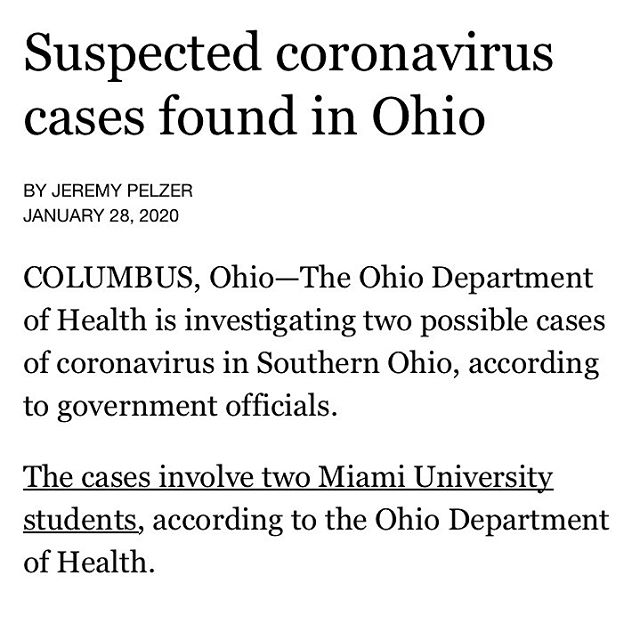 Suspected coronavirus
cases found in Ohio
BY JEREMY PELZER
JANUARY 28, 2020
COLUMBUS, Ohio—The Ohio Department
of Health is investigating two possible cases
of coronavirus in Southern Ohio, according
to government officials.
The cases involve two Miami University
students, according to the Ohio Department
of Health.